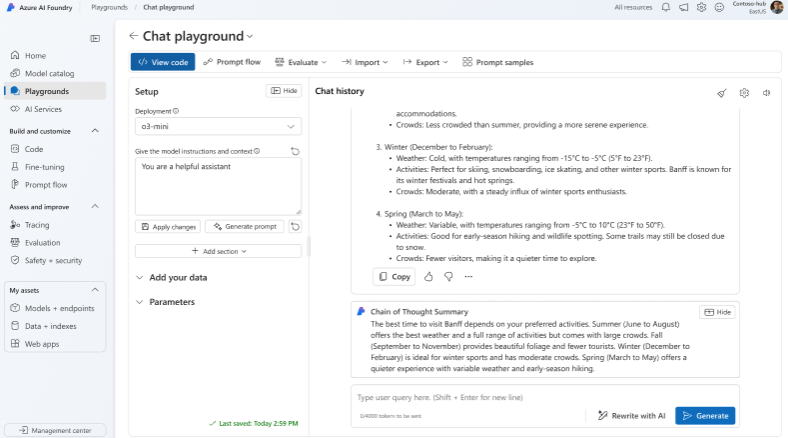 Azure AI Foundry
Playgrounds / Chat playground
All resources
Contoso-hub
EastUS
Home
Model catalog
Playgrounds
AI Services
Build and customize
Code
Fine-tuning
Prompt flow
Assess and improve
Tracing
Evaluation
Safety + security
My assets
Models + endpoints
Data + indexes
Web apps
Management center
Chat playground
View code
Prompt flow
Evaluate
Import
Export
Prompt samples
Setup
Hide
Deployment
o3-mini
Give the model instructions and context
You are a helpful assistant
Apply changes
Generate prompt
Add section
Add your data
Parameters
Last saved: Today 2:59 PM
Chat history
accommodations.
• Crowds: Less crowded than summer, providing a more serene experience.
3. Winter (December to February):
• Weather: Cold, with temperatures ranging from -15°C to -5°C (5°F to 23°F).
• Activities: Perfect for skiing, snowboarding, ice skating, and other winter sports. Banff is known for
its winter festivals and hot springs.
• Crowds: Moderate, with a steady influx of winter sports enthusiasts.
4. Spring (March to May):
• Weather: Variable, with temperatures ranging from -5°C to 10°C (23°F to 50°F).
• Activities: Good for early-season hiking and wildlife spotting. Some trails may still be closed due
to snow.
• Crowds: Fewer visitors, making it a quieter time to explore.
Copy
Chain of Thought Summary
Hide
The best time to visit Banff depends on your preferred activities. Summer (June to August)
offers the best weather and a full range of activities but comes with large crowds. Fall
(September to November) provides beautiful foliage and fewer tourists. Winter (December to
February) is ideal for winter sports and has moderate crowds. Spring (March to May) offers a
quieter experience with variable weather and early-season hiking.
Type user query here. (Shift + Enter for new line)
0/4000 tokens to be sent
Rewrite with AI
Generate